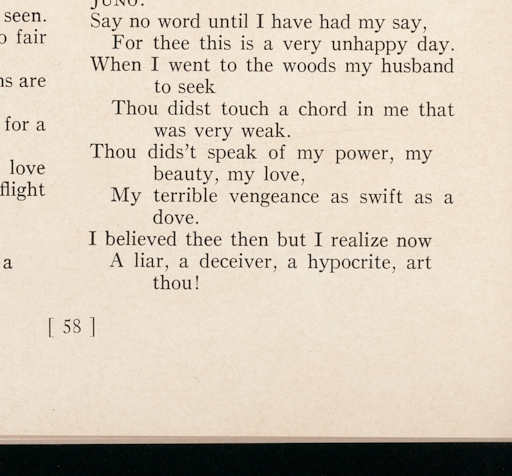 seen.
fair
are
for a
love
flight
a
JUNO.
Say no word until I have had my say,
For thee this is a very unhappy day.
When I went to the woods my husband
to seek
Thou didst touch a chord in me that
was very weak.
Thou dids't speak of my power, my
beauty, my love,
My terrible vengeance as swift as a
dove.
I believed thee then but I realize now
A liar, a deceiver, a hypocrite, art
thou!
[ 58 ]